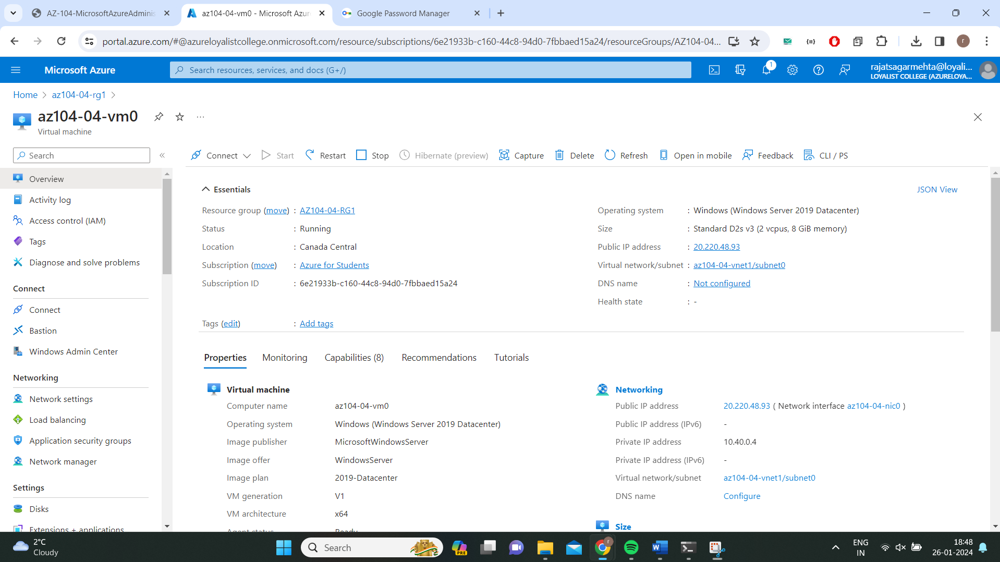 AZ-104-MicrosoftAzureAdminis
az104-04-vm0 - Microsoft Azur
Google Password Manager
portal.azure.com/#@azureloyalistcollege.onmicrosoft.com/resource/subscriptions/6e21933b-c160-44c8-94d0-7fbbaed15a24/resourceGroups/AZ104-04...
r
Microsoft Azure
Search resources, services, and docs (G+/)
1
rajatsagarmehta@loyali...
LOYALIST COLLEGE (AZURELOYA...
Home > az104-04-rg1 >
az104-04-vm0
Virtual machine
Search
Connect
Start
Restart
Stop
Hibernate (preview)
Capture
Delete
Refresh
Open in mobile
Feedback
CLI / PS
Overview
Activity log
Access control (IAM)
Tags
Diagnose and solve problems
Connect
Connect
Bastion
Windows Admin Center
Networking
Network settings
Load balancing
Application security groups
Network manager
Settings
Disks
Extensions + applications
Essentials
JSON View
Resource group (move) : AZ104-04-RG1
Status : Running
Location : Canada Central
Subscription (move) : Azure for Students
Subscription ID : 6e21933b-c160-44c8-94d0-7fbbaed15a24
Operating system : Windows (Windows Server 2019 Datacenter)
Size : Standard D2s v3 (2 vcpus, 8 GiB memory)
Public IP address : 20.220.48.93
Virtual network/subnet : az104-04-vnet1/subnet0
DNS name : Not configured
Health state : -
Tags (edit) : Add tags
Properties
Monitoring
Capabilities (8)
Recommendations
Tutorials
Virtual machine
Computer name az104-04-vm0
Operating system Windows (Windows Server 2019 Datacenter)
Image publisher MicrosoftWindowsServer
Image offer WindowsServer
Image plan 2019-Datacenter
VM generation V1
VM architecture x64
Agent status Ready
Networking
Public IP address 20.220.48.93 ( Network interface az104-04-nic0 )
Public IP address (IPv6) -
Private IP address 10.40.0.4
Private IP address (IPv6) -
Virtual network/subnet az104-04-vnet1/subnet0
DNS name Configure
Size
2°C
Cloudy
Search
PRE
r
ENG
IN
18:48
26-01-2024